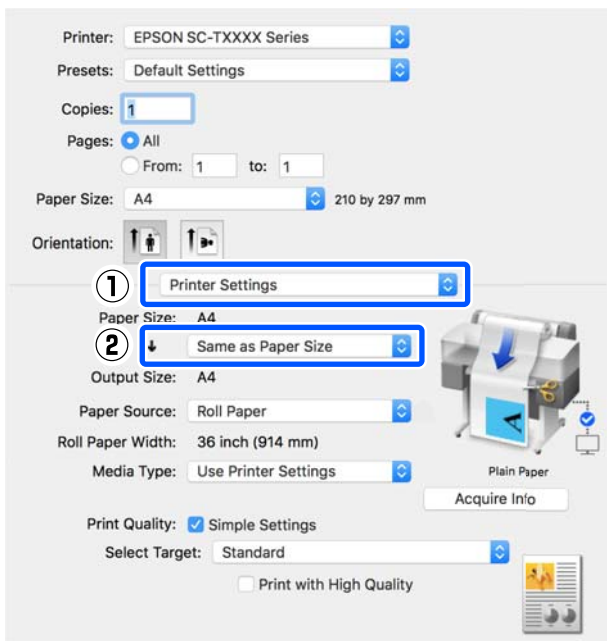 Printer: EPSON SC-TXXXX Series
Presets: Default Settings
Copies: 1
Pages: All
From: 1 to: 1
Paper Size: A4 210 by 297 mm
Orientation:
① Printer Settings
Paper Size: A4
② Same as Paper Size
Output Size: A4
Paper Source: Roll Paper
Roll Paper Width: 36 inch (914 mm)
Media Type: Use Printer Settings
Plain Paper
Acquire Info
Print Quality: Simple Settings
Select Target: Standard
Print with High Quality
A